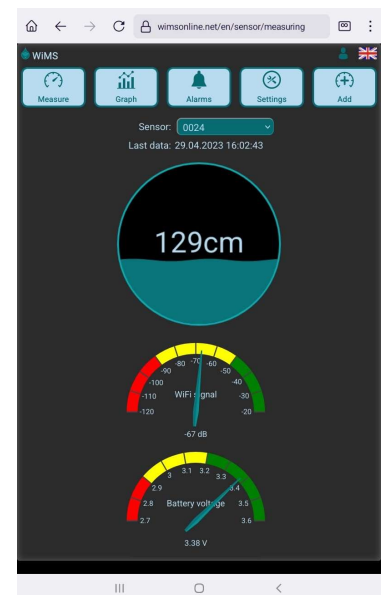 wimsonline.net/en/sensor/measuring
WiMS
Measure Graph Alarms Settings Add
Sensor: 0024
Last data: 29.04.2023 16:02:43
129cm
-120 -110 -100 -90 -80 -70 -60 -50 -40 -30 -20
WiFi signal
-67 dB
2.7 2.8 2.9 3 3.1 3.2 3.3 3.4 3.5 3.6
Battery voltage
3.38 V